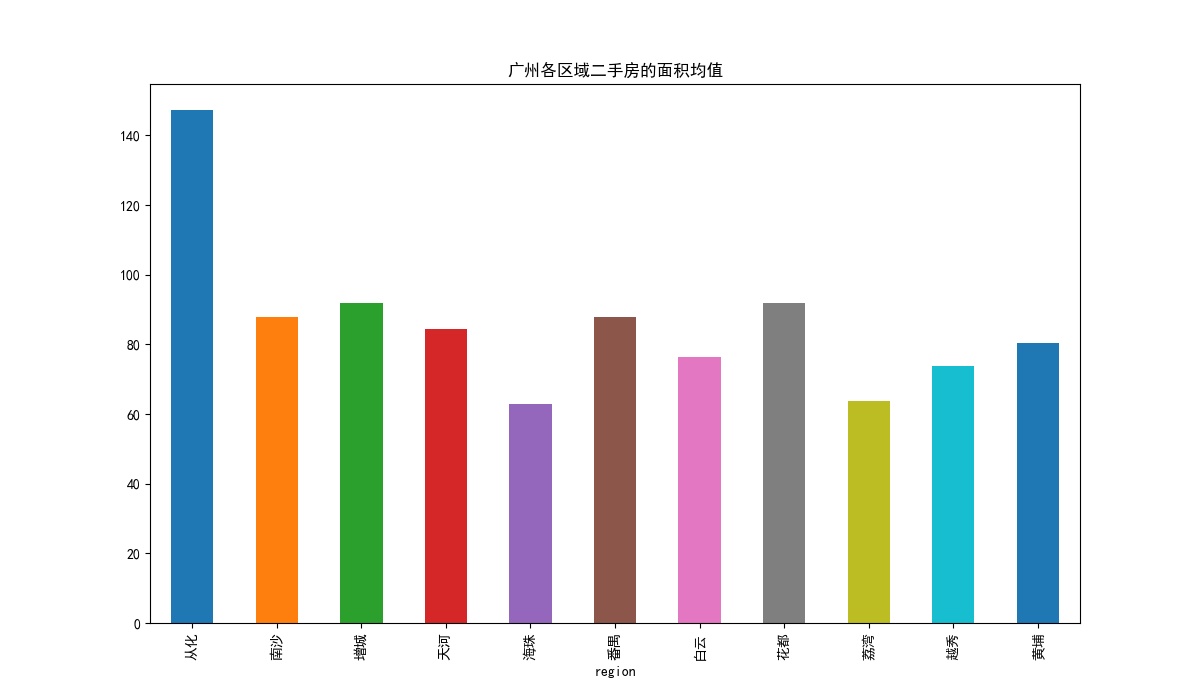 广州各区域二手房的面积均值
140
120
100
80
60
40
20
0
从化
南沙
增城
天河
海珠
番禺
白云
花都
荔湾
越秀
黄埔
region